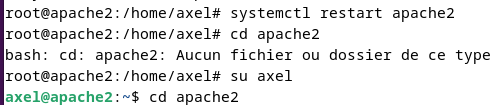 root@apache2:/home/axel# systemctl restart apache2
root@apache2:/home/axel# cd apache2
bash: cd: apache2: Aucun fichier ou dossier de ce type
root@apache2:/home/axel# su axel
axel@apache2:~$ cd apache2